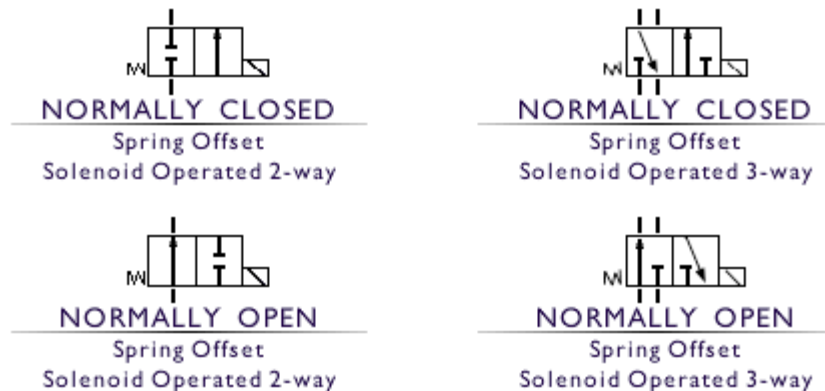 NORMALLY CLOSED
Spring Offset
Solenoid Operated 2-way
NORMALLY CLOSED
Spring Offset
Solenoid Operated 3-way
NORMALLY OPEN
Spring Offset
Solenoid Operated 2-way
NORMALLY OPEN
Spring Offset
Solenoid Operated 3-way